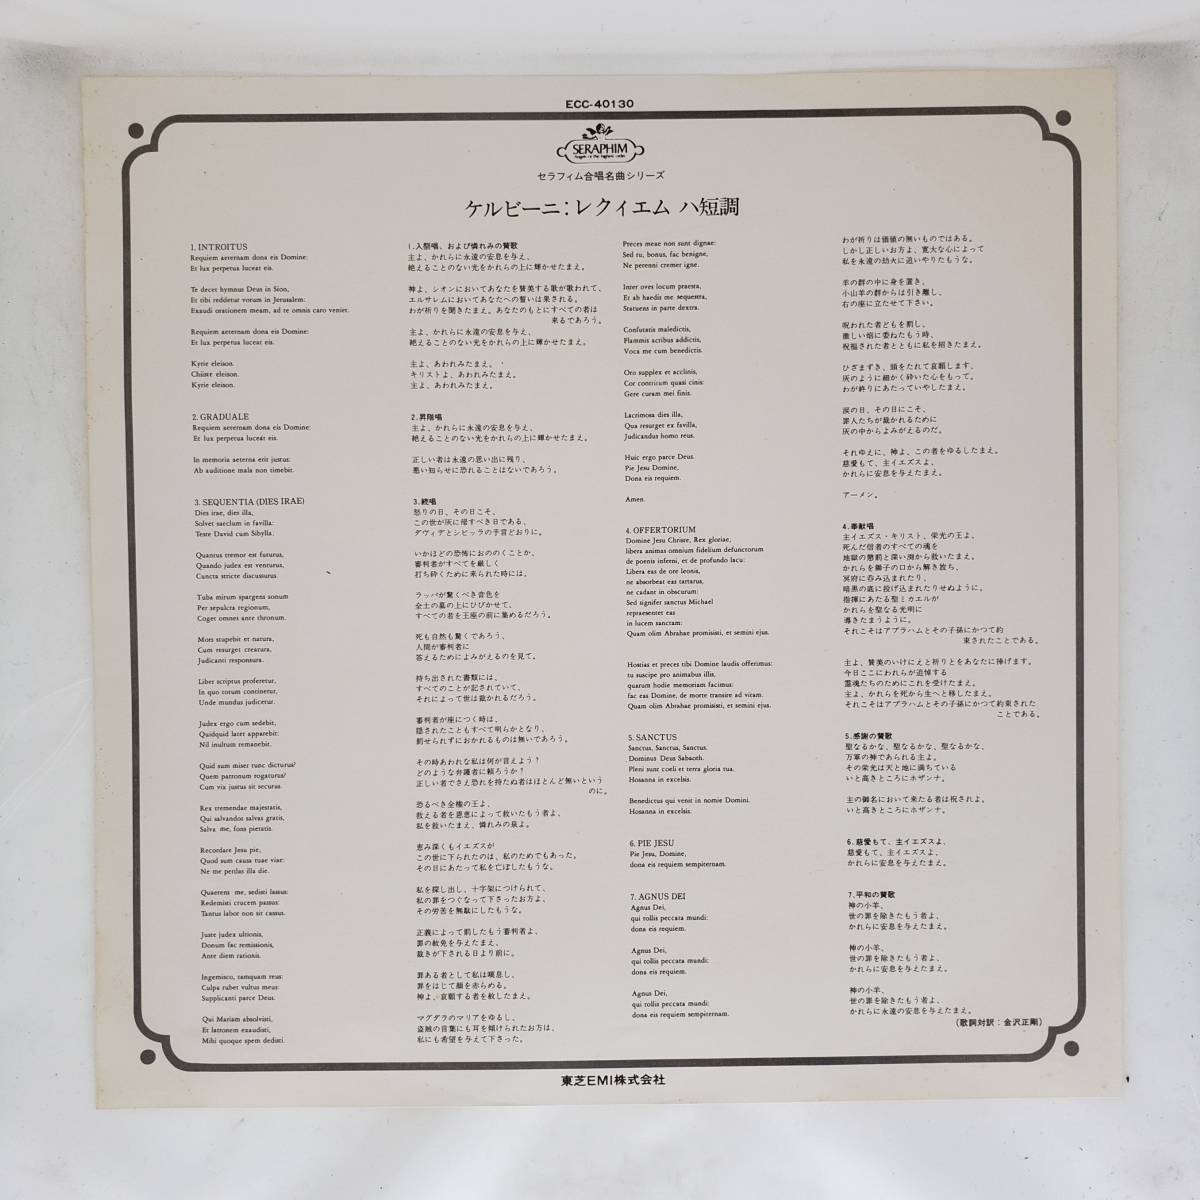 ECC-40130
SERAPHIM
Angels of the highest order
セラフィム合唱名曲シリーズ
ケルビーニ：レクィエム ハ短調
1. INTROITUS
Requiem aeternam dona eis Domine:
Et lux perpetua luceat eis.
Te decet hymnus Deus in Sion,
Et tibi reddetur votum in Jerusalem:
Exaudi orationem meam, ad te omnis caro veniet.
Requiem aeternam dona eis Domine:
Et lux perpetua luceat eis.
Kyrie eleison.
Christe eleison.
Kyrie eleison.
2. GRADUALE
Requiem aeternam dona eis Domine:
Et lux perpetua luceat eis.
In memoria aeterna erit justus:
Ab auditione mala non timebit.
3. SEQUENTIA (DIES IRAE)
Dies irae, dies illa,
Solvet saeclum in favilla:
Teste David cum Sibylla.
Quantus tremor est futurus,
Quando judex est venturus,
Cuncta stricte discussurus.
Tuba mirum spargens sonum
Per sepulcra regionum,
Coget omnes ante thronum.
Mors stupebit et natura,
Cum resurget creatura,
Judicanti responsura.
Liber scriptus proferetur,
In quo totum continetur,
Unde mundus judicetur.
Judex ergo cum sedebit,
Quidquid latet apparebit:
Nil inultum remanebit.
Quid sum miser tunc dicturus?
Quem patronum rogaturus?
Cum vix justus sit securus.
Rex tremendae majestatis,
Qui salvandos salvas gratis,
Salva me, fons pietatis.
Recordare Jesu pie,
Quod sum causa tuae viae:
Ne me perdas illa die.
Quaerens me, sedisti lassus:
Redemisti crucem passus:
Tantus labor non sit cassus.
Juste judex ultionis,
Donum fac remissionis,
Ante diem rationis.
Ingemisco, tamquam reus:
Culpa rubet vultus meus:
Supplicanti parce Deus.
Qui Mariam absolvisti,
Et latronem exaudisti,
Mihi quoque spem dedisti.
1.入祭唱、および憐れみの賛歌
主よ、かれらに永遠の安息を与え、
絶えることのない光をかれらの上に輝かせたまえ。
神よ、シオンにおいてあなたを賛美する歌が歌われて、
エルサレムにおいてあなたへの誓いは果される。
わが祈りを聞きたまえ。あなたのもとにすべての者は
来るであろう。
主よ、かれらに永遠の安息を与え、
絶えることのない光をかれらの上に輝かせたまえ。
主よ、あわれみたまえ。
キリストよ、あわれみたまえ。
主よ、あわれみたまえ。
2.昇階唱
主よ、かれらに永遠の安息を与え、
絶えることのない光をかれらの上に輝かせたまえ。
正しい者は永遠の思い出に残り、
悪い知らせに恐れることはないであろう。
3.続唱
怒りの日、その日こそ、
この世が灰に帰すべき日である、
ダヴィデとシビッラの予言どおりに。
いかほどの恐怖におののくことか、
審判者がすべてを厳しく
打ち砕くために来られた時には、
ラッパが驚くべき音色を
全土の墓の上にひびかせて、
すべての者を王座の前に集めるだろう。
死も自然も驚くであろう、
人間が審判者に
答えるためによみがえるのを見て。
持ち出された書類には、
すべてのことが記されていて、
それによって世は裁かれるだろう。
審判者が座につく時は、
隠されたこともすべて明らかとなり、
罰せられずにおかれるものは無いであろう。
その時あわれな私は何が言えよう？
どのような弁護者に頼ろうか？
正しい者でさえ恐れを持たぬ者はほとんど無いという
のに。
恐るべき全権の王よ、
救える者を恩恵によって救いたもう者よ、
私を救いたまえ、憐れみの泉よ。
恵み深くもイエズスが
この世に下られたのは、私のためでもあった。
その日にあたって私を亡ぼしたもうな。
私を探し出し、十字架につけられて、
私の罪をつぐなって下さったお方よ、
その労苦を無駄にしたもうな。
正義によって罰したもう審判者よ、
罪の赦免を与えたまえ、
裁きが下される日より前に。
罪ある者として私は嘆息し、
罪をはじて顔を赤らめる。
神よ、哀願する者を赦したまえ。
マグダラのマリアをゆるし、
盗賊の言葉にも耳を傾けられたお方は、
私にも希望を与えて下さった。
Preces meae non sunt dignae:
Sed tu, bonus, fac benigne,
Ne perenni cremer igne.
Inter oves locum praesta,
Et ab haedis me sequestra,
Statuens in parte dextra.
Confutatis maledictis,
Flammis acribus addictis,
Voca me cum benedictis.
Oro supplex et acclinis,
Cor contritum quasi cinis:
Gere curam mei finis.
Lacrimosa dies illa,
Qua resurget ex favilla,
Judicandus homo reus.
Huic ergo parce Deus.
Pie Jesu Domine,
Dona eis requiem.
Amen.
4. OFFERTORIUM
Domine Jesu Christe, Rex gloriae,
libera animas omnium fidelium defunctorum
de poenis inferni, et de profundo lacu:
Libera eas de ore leonis,
ne absorbeat eas tartarus,
ne cadant in obscurum:
Sed signifer sanctus Michael
repraesentet eas
in lucem sanctam:
Quam olim Abrahae promisisti, et semini ejus.
Hostias et preces tibi Domine laudis offerimus:
tu suscipe pro animabus illis,
quarum hodie memoriam facimus:
fac eas Domine, de morte transire ad vitam.
Quam olim Abrahae promisisti, et semini ejus.
5. SANCTUS
Sanctus, Sanctus, Sanctus.
Dominus Deus Sabaoth.
Pleni sunt coeli et terra gloria tua.
Hosanna in excelsis.
Benedictus qui venit in nomie Domini.
Hosanna in excelsis.
6. PIE JESU
Pie Jesu, Domine,
dona eis requiem sempiternam.
7. AGNUS DEI
Agnus Dei,
qui tollis peccata mundi:
dona eis requiem.
Agnus Dei,
qui tollis peccata mundi:
dona eis requiem.
Agnus Dei,
qui tollis peccata mundi:
dona eis requiem sempiternam.
わが祈りは価値の無いものではある。
しかし正しいお方よ、寛大な心によって
私を永遠の劫火に追いやりたもうな。
羊の群の中に身を置き、
小山羊の群からは引き離し、
右の座に立たせて下さい。
呪われた者どもを罰し、
激しい焔に委ねたもう時、
祝福された者とともに私を招きたまえ。
ひざまずき、頭をたれて哀願します、
灰のように細かく砕いた心をもって。
わが終りにあたっていやしたまえ。
涙の日、その日にこそ、
罪人たちが裁かれるために
灰の中からよみがえるのだ。
それゆえに、神よ、この者をゆるしたまえ。
慈愛もて、主イエズスよ、
かれらに安息を与えたまえ。
アーメン。
4.奉献唱
主イエズス・キリスト、栄光の王よ、
死んだ信者のすべての魂を
地獄の懲罰と深い渕から救いたまえ。
かれらを獅子の口から解き放ち、
冥府に呑み込まれたり、
暗黒の底に投げ込まれたりせぬように。
指揮にあたる聖ミカエルが
かれらを聖なる光明に
導きたまうように。
それこそはアブラハムとその子孫にかつて約
束されたことである。
主よ、賛美のいけにえと祈りとをあなたに捧げます。
今日ここにわれらが追悼する
霊魂たちのためにこれを受けたまえ。
主よ、かれらを死から生へと移したまえ。
それこそはアブラハムとその子孫にかつて約束された
ことである。
5.感謝の賛歌
聖なるかな、聖なるかな、聖なるかな、
万軍の神であられる主よ。
その栄光は天と地に満ちている
いと高きところにホザンナ。
主の御名において来たる者は祝されよ。
いと高きところにホザンナ。
6.慈愛もて、主イエズスよ、
慈愛もて、主イエズスよ、
かれらに安息を与えたまえ。
7.平和の賛歌
神の小羊、
世の罪を除きたもう者よ、
かれらに安息を与えたまえ。
神の小羊、
世の罪を除きたもう者よ、
かれらに安息を与えたまえ。
神の小羊、
世の罪を除きたもう者よ、
かれらに永遠の安息を与えたまえ。
（歌詞対訳：金沢正剛）
東芝EMI株式会社